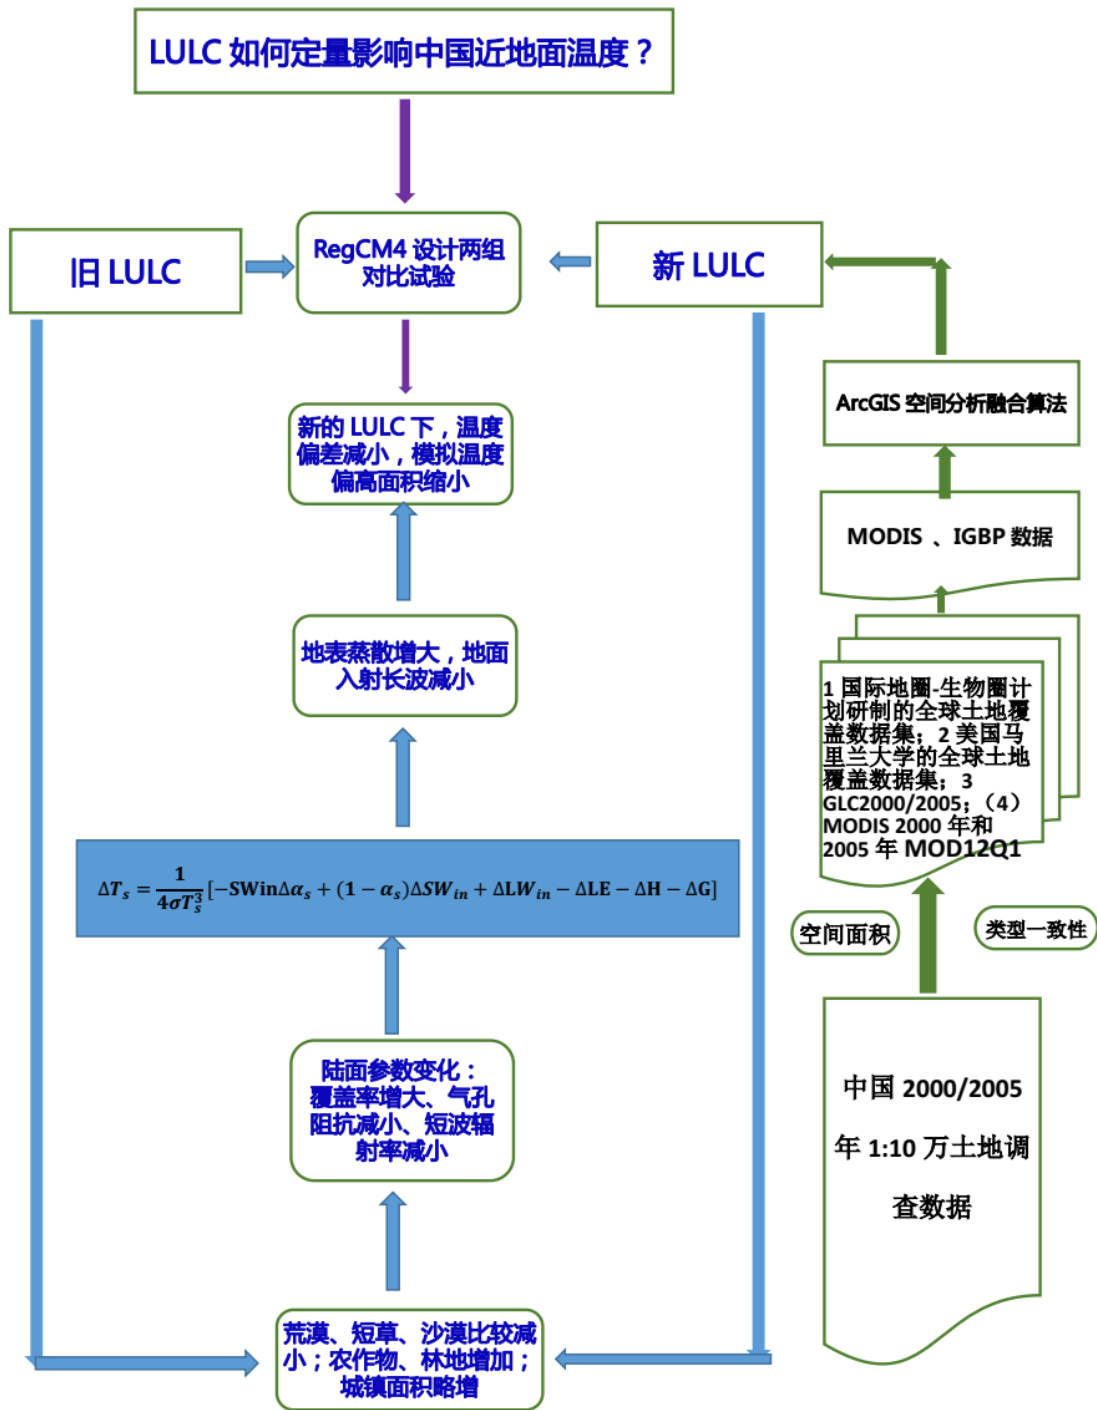 LULC 如何定量影响中国近地面温度？
旧 LULC
RegCM4 设计两组
对比试验
新 LULC
新的 LULC 下，温度
偏差减小，模拟温度
偏高面积缩小
地表蒸散增大，地面
入射长波减小
ΔT_s = 1/(4σT_s^3) [−SWinΔα_s + (1 − α_s)ΔSW_in + ΔLW_in − ΔLE − ΔH − ΔG]
陆面参数变化：
覆盖率增大、气孔
阻抗减小、短波辐
射率减小
荒漠、短草、沙漠比较减
小；农作物、林地增加；
城镇面积略增
ArcGIS 空间分析融合算法
MODIS 、IGBP 数据
1 国际地圈-生物圈计
划研制的全球土地覆
盖数据集；2 美国马
里兰大学的全球土地
覆盖数据集；3
GLC2000/2005；（4）
MODIS 2000 年和
2005 年 MOD12Q1
空间面积
类型一致性
中国 2000/2005
年 1:10 万土地调
查数据